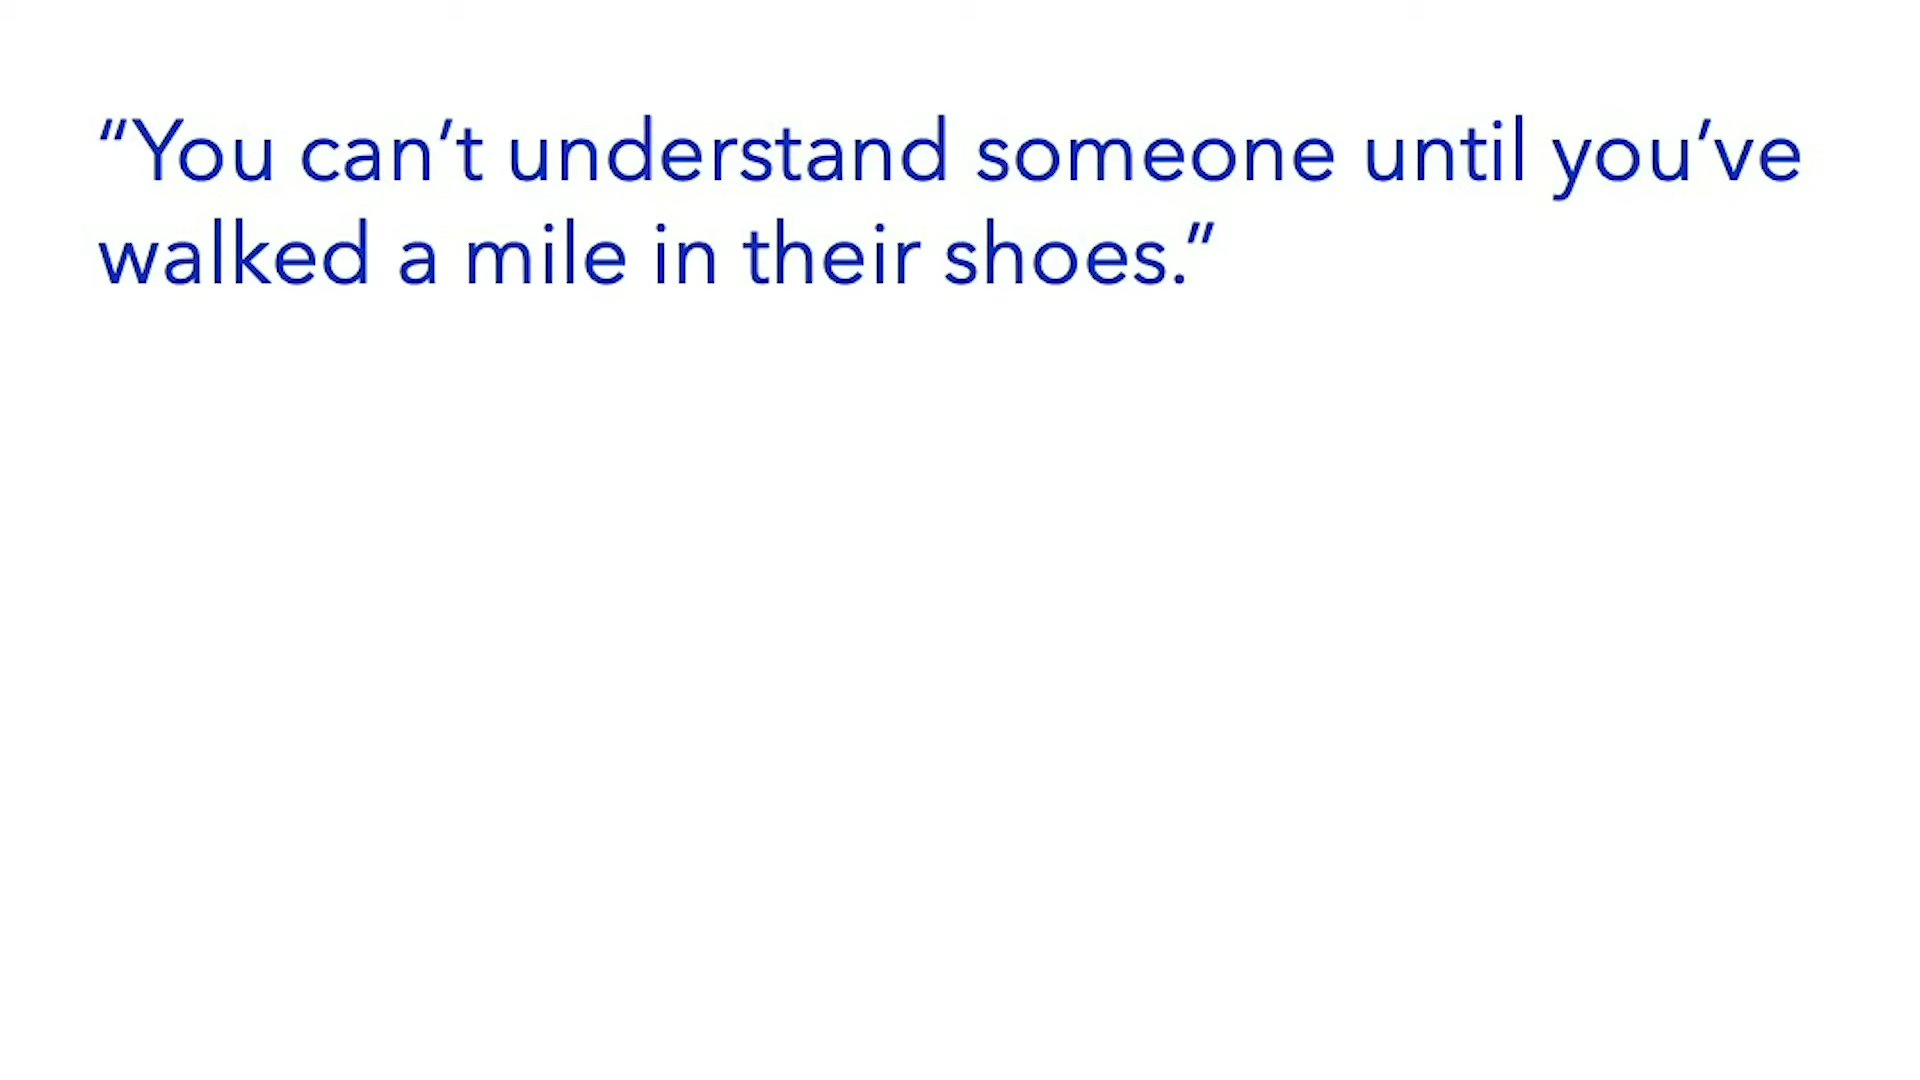 “You can’t understand someone until you’ve
walked a mile in their shoes.”